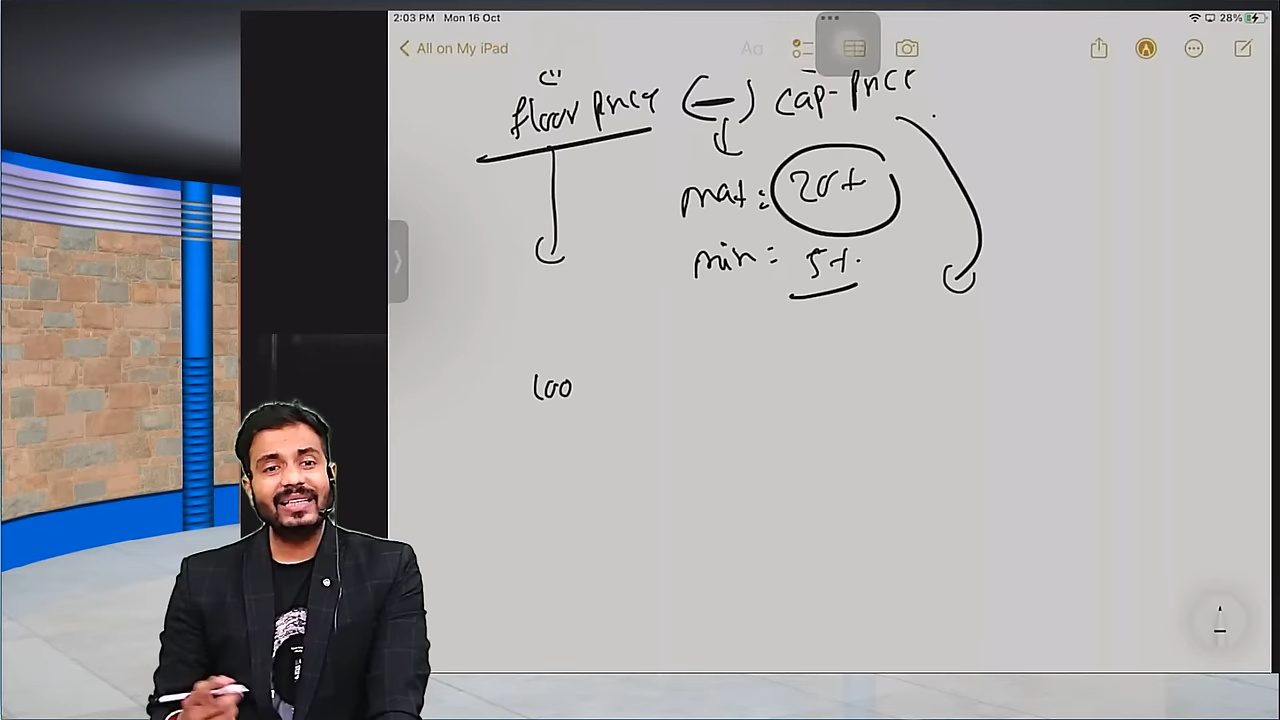 2:03 PM Mon 16 Oct 28%
All on My iPad Aa
floor price (—) cap-price
max: 20%
min: 5%.
100